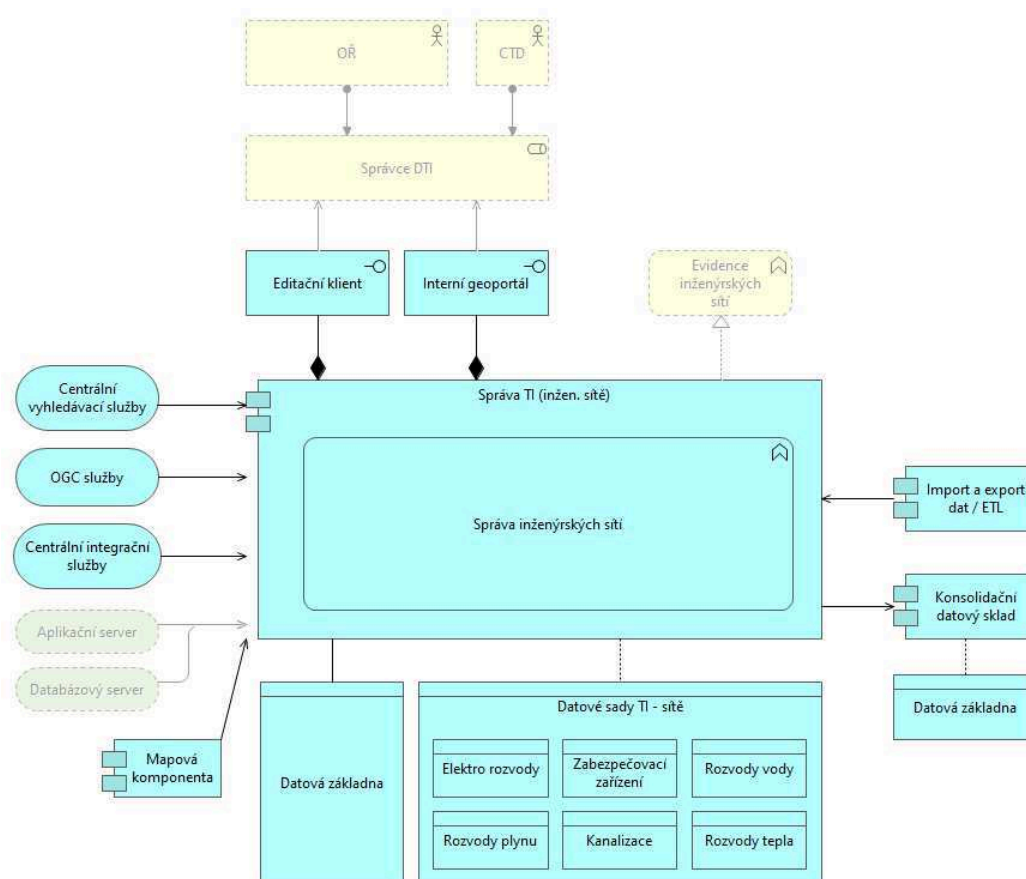 OŘ
CTD
Správce DTI
Editační klient
Interní geoportál
Evidence
inženýrských
sítí
Centrální
vyhledávací služby
OGC služby
Centrální integrační
služby
Aplikační server
Databázový server
Mapová
komponenta
Správa TI (inžen. sítě)
Správa inženýrských sítí
Import a export
dat / ETL
Konsolidační
datový sklad
Datová základna
Datová základna
Datové sady TI - sítě
Elektro rozvody
Zabezpečovací
zařízení
Rozvody vody
Rozvody plynu
Kanalizace
Rozvody tepla